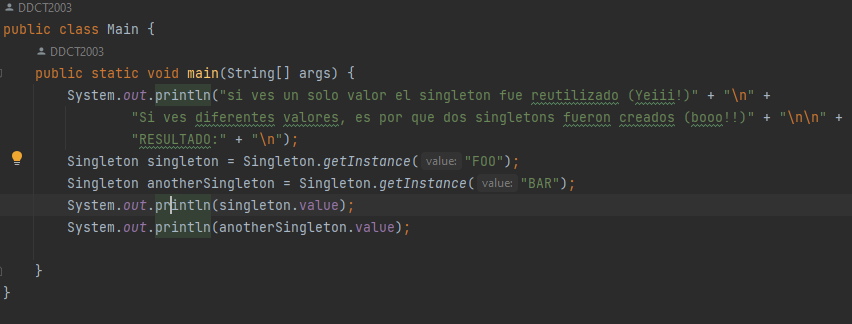 DDCT2003
public class Main {
DDCT2003
public static void main(String[] args) {
System.out.println("si ves un solo valor el singleton fue reutilizado (Yeiii!)" + "\n" +
"Si ves diferentes valores, es por que dos singletons fueron creados (booo!!)" + "\n\n" +
"RESULTADO:" + "\n");
Singleton singleton = Singleton.getInstance( value: "FOO");
Singleton anotherSingleton = Singleton.getInstance( value: "BAR");
System.out.println(singleton.value);
System.out.println(anotherSingleton.value);
}
}